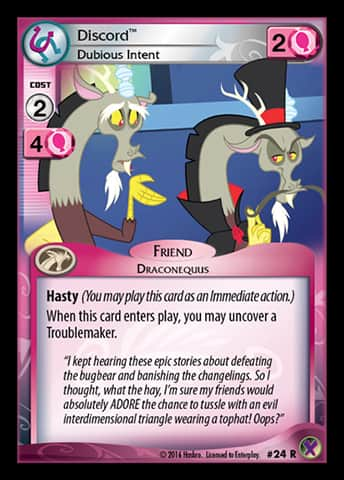 Discord™
Dubious Intent
2
COST
2
4
FRIEND
DRACONEQUUS
Hasty (You may play this card as an Immediate action.)
When this card enters play, you may uncover a
Troublemaker.
“I kept hearing these epic stories about defeating
the bugbear and banishing the changelings. So I
thought, what the hay, I’m sure my friends would
absolutely ADORE the chance to tussle with an evil
interdimensional triangle wearing a tophat! Oops?”
© 2016 Hasbro. Licensed to Enterplay. #24 R